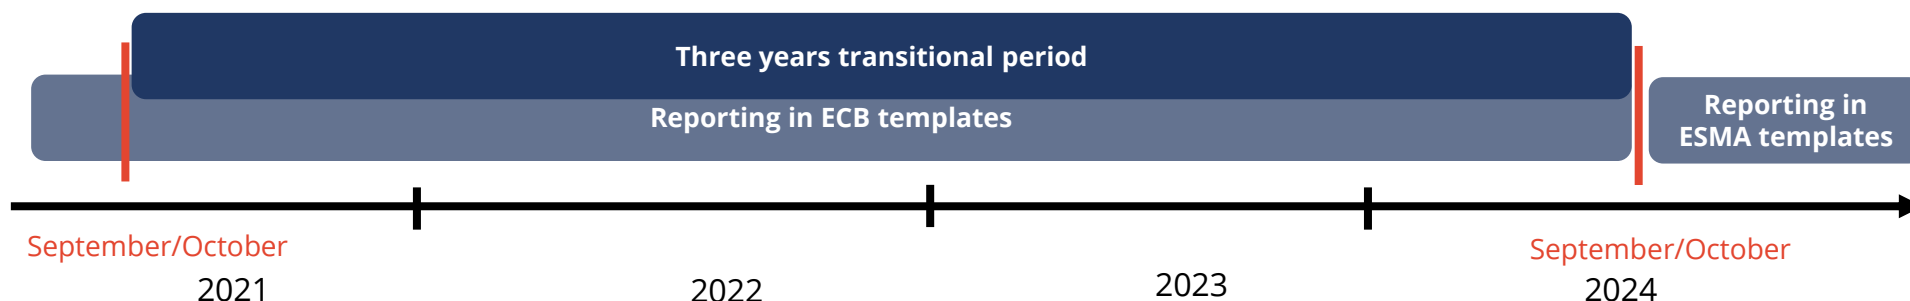 Three years transitional period
Reporting in ECB templates
Reporting in
ESMA templates
September/October
September/October
2021
2022
2023
2024